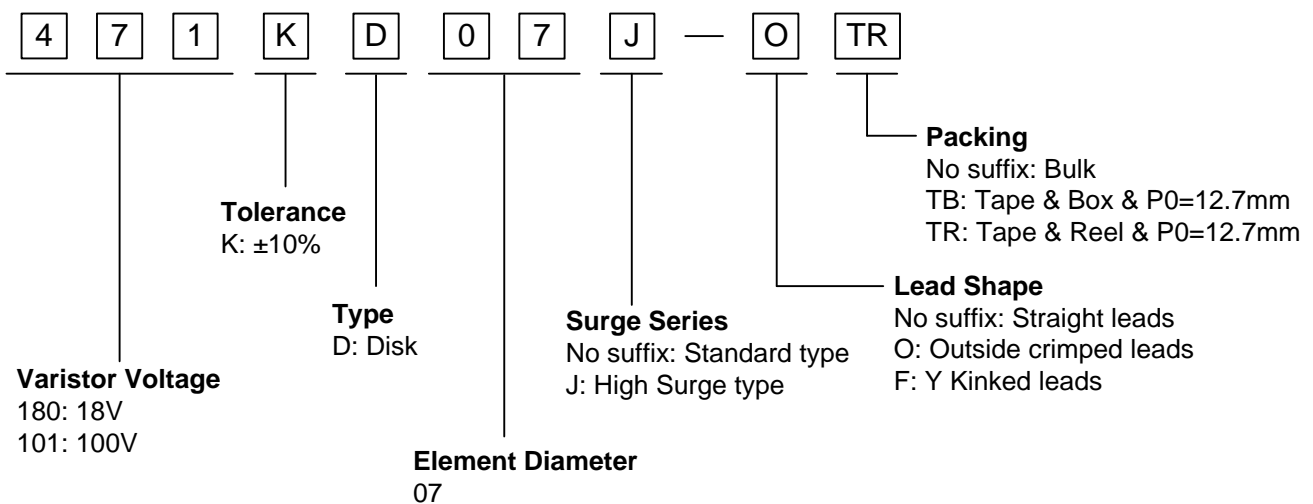 4 7 1 K D 0 7 J — O TR
Packing
No suffix: Bulk
TB: Tape & Box & P0=12.7mm
TR: Tape & Reel & P0=12.7mm
Tolerance
K: ±10%
Lead Shape
No suffix: Straight leads
O: Outside crimped leads
F: Y Kinked leads
Type
D: Disk
Surge Series
No suffix: Standard type
J: High Surge type
Varistor Voltage
180: 18V
101: 100V
Element Diameter
07